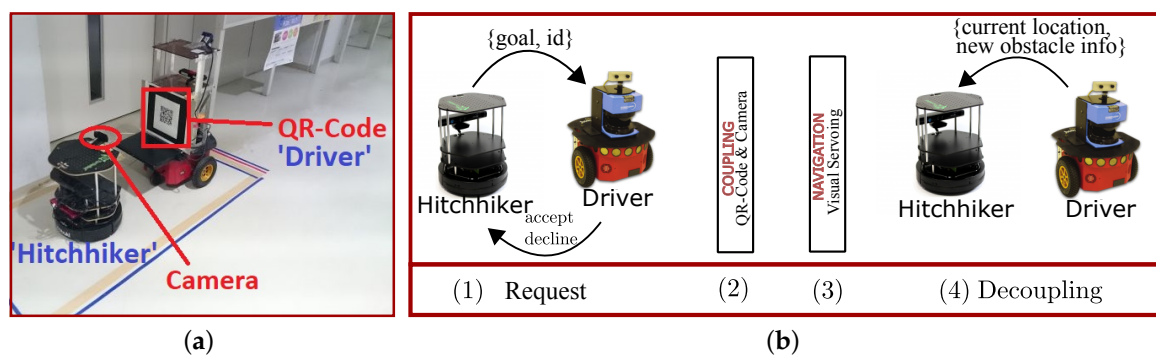 QR-Code
'Driver'
'Hitchhiker'
Camera
(a)
{goal, id}
Hitchhiker
Driver
accept
decline
COUPLING
QR-Code & Camera
NAVIGATION
Visual Servoing
{current location,
new obstacle info}
Hitchhiker
Driver
(1) Request
(2)
(3)
(4) Decoupling
(b)